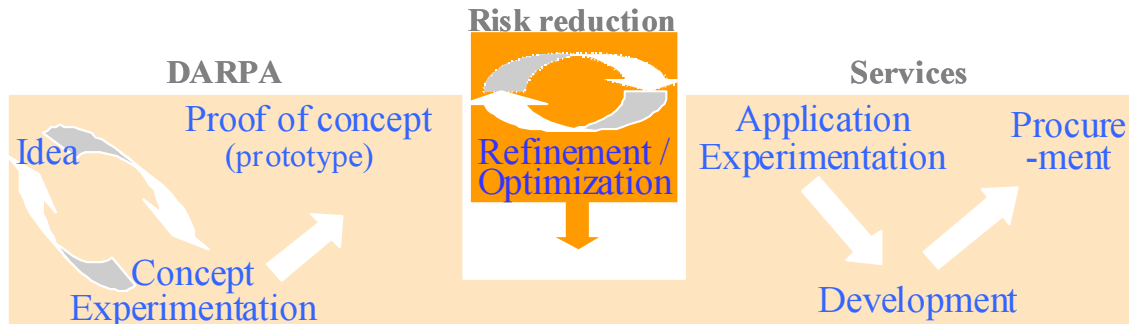 Risk reduction
DARPA
Services
Idea
Proof of concept
(prototype)
Concept
Experimentation
Refinement /
Optimization
Application
Experimentation
Development
Procure
-ment